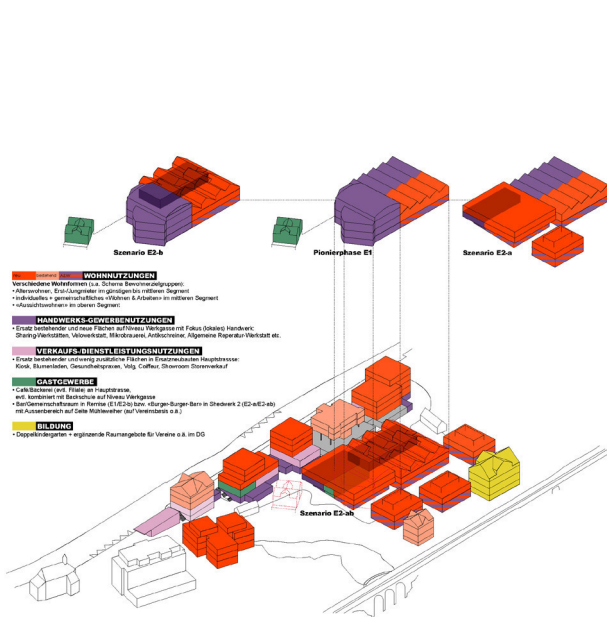 Szenario E2-b
Pionierphase E1
Szenario E2-a
neu bestehend WOHNNUTZUNGEN
Verschiedene Wohnformen (s.a. Schema Bewohnerzielgruppen):
• Alterswohnen, Erst-/Jungmieter im günstigen bis mittleren Segment
• individuelles + gemeinschaftliches «Wohnen & Arbeiten» im mittleren Segment
• «Aussichtswohnen» im oberen Segment
HANDWERKS-/GEWERBENUTZUNGEN
• Ersatz bestehender und neue Flächen auf Niveau Werkgasse mit Fokus (lokales) Handwerk:
Sharing-Werkstätten, Velowerkstatt, Mikrobrauerei, Antikschreiner, Allgemeine Reperatur-Werkstatt etc.
VERKAUFS-/DIENSTLEISTUNGSNUTZUNGEN
• Ersatz bestehender und wenig zusätzliche Flächen in Ersatzneubauten Hauptstrassse:
Kiosk, Blumenladen, Gesundheitspraxen, Volg, Coiffeur, Showroom Storenverkauf
GASTGEWERBE
• Café/Bäckerei (evtl. Filiale) an Hauptstrasse,
evtl. kombiniert mit Backschule auf Niveau Werkgasse
• Bar/Gemeinschaftsraum in Remise (E1/E2-b) bzw. «Burger-Burger-Bar» in Shedwerk 2 (E2-a/E2-ab)
mit Aussenbereich auf Seite Mühleweiher (auf Vereinsbasis o.ä.)
BILDUNG
• Doppelkindergarten + ergänzende Raumangebote für Vereine o.ä. im DG
Szenario E2-ab